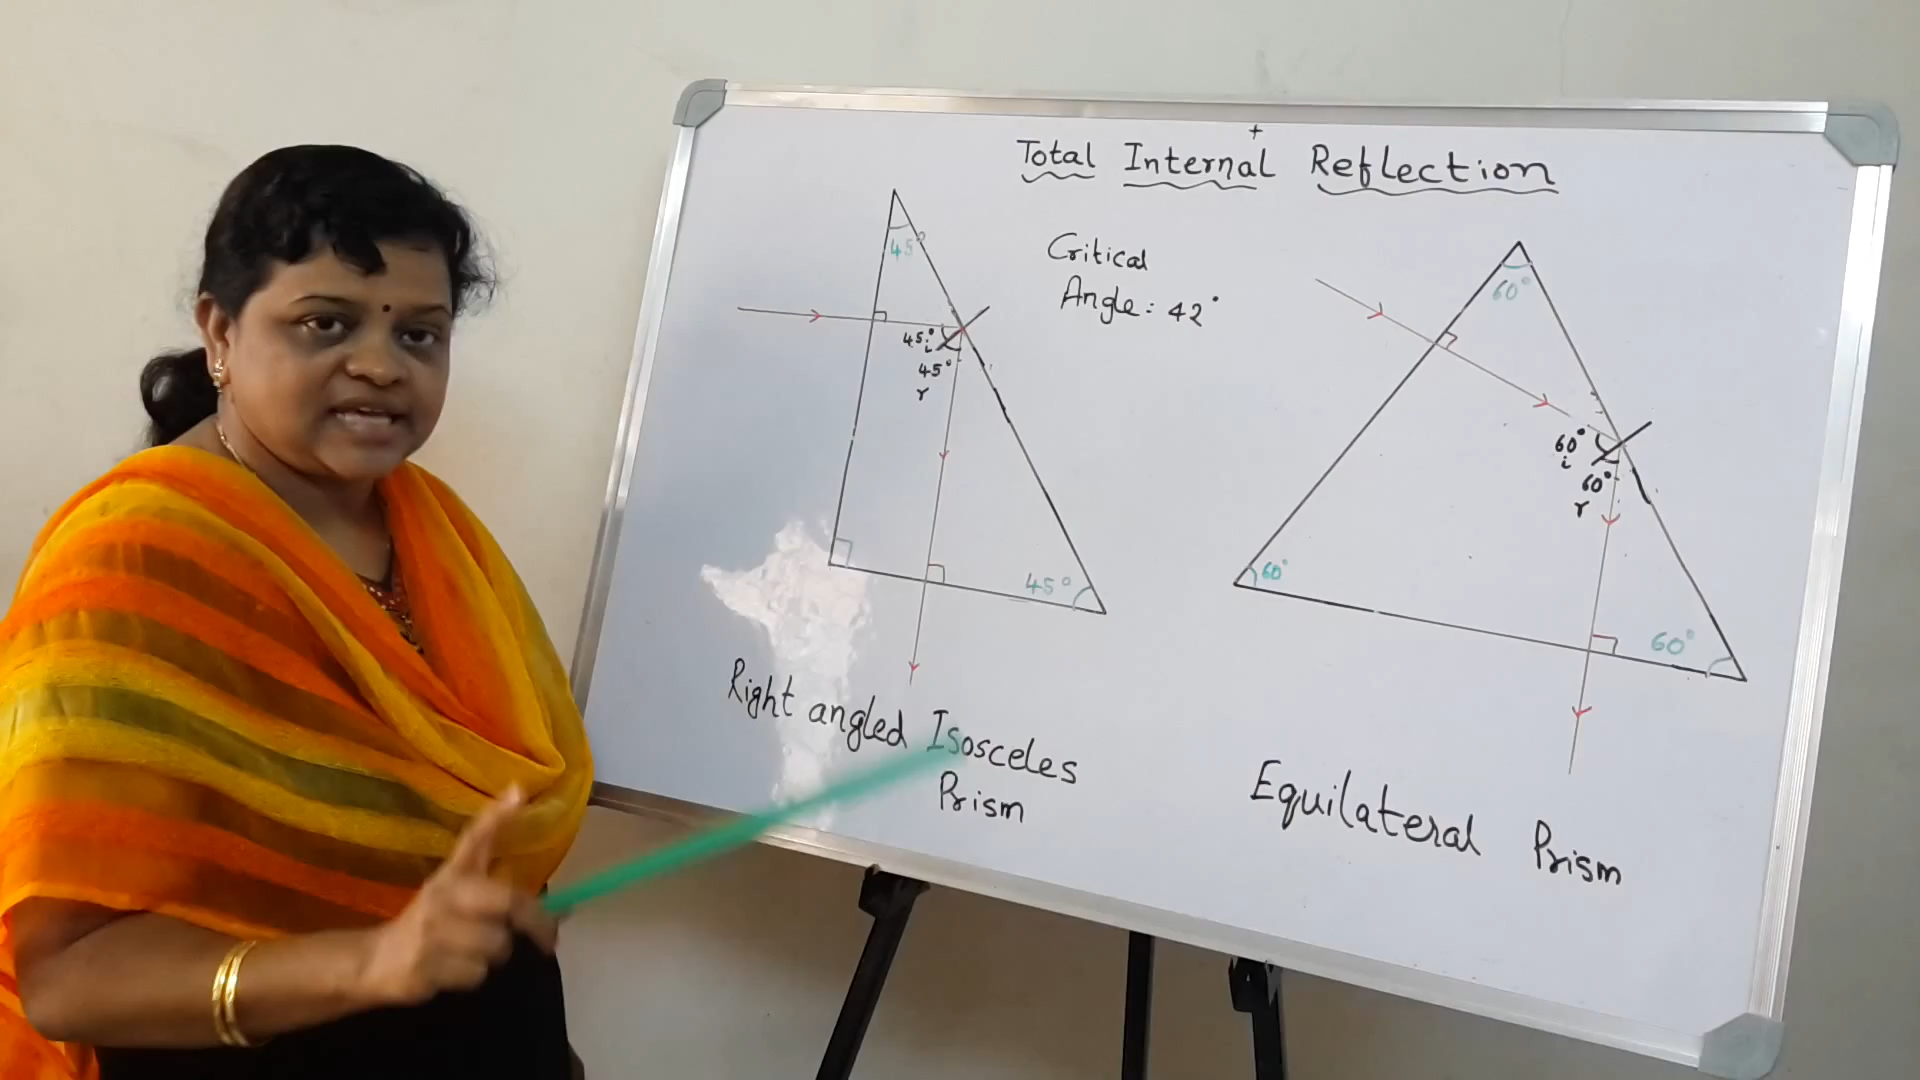 Total Internal Reflection
Critical
Angle: 42°
45°
45° i
45°
r
45°
Right angled Isosceles
Prism
60°
60°
i
60°
r
60°
60°
Equilateral Prism